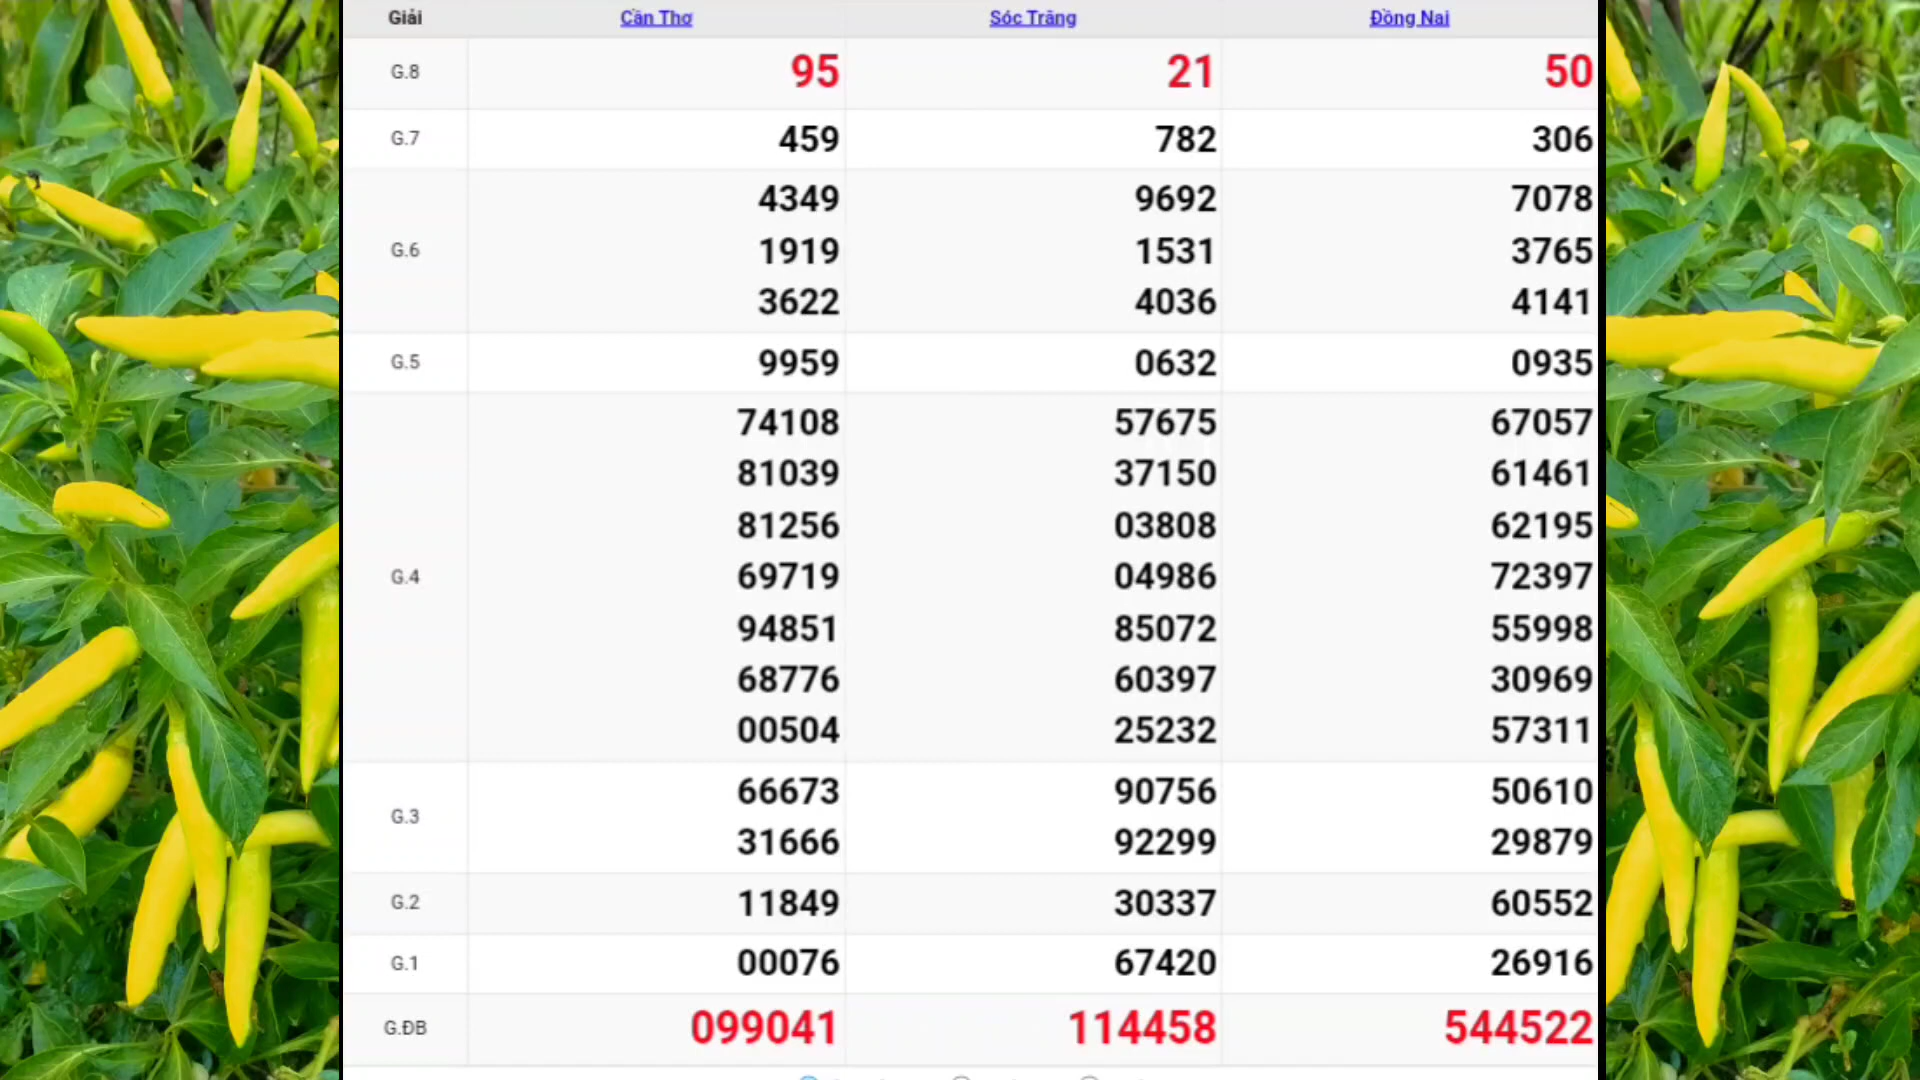 Giải Cần Thơ Sóc Trăng Đồng Nai
G.8 95 21 50
G.7 459 782 306
4349 9692 7078
G.6 1919 1531 3765
3622 4036 4141
G.5 9959 0632 0935
74108 57675 67057
81039 37150 61461
81256 03808 62195
G.4 69719 04986 72397
94851 85072 55998
68776 60397 30969
00504 25232 57311
G.3
66673 90756 50610
31666 92299 29879
G.2 11849 30337 60552
G.1 00076 67420 26916
G.ĐB 099041 114458 544522